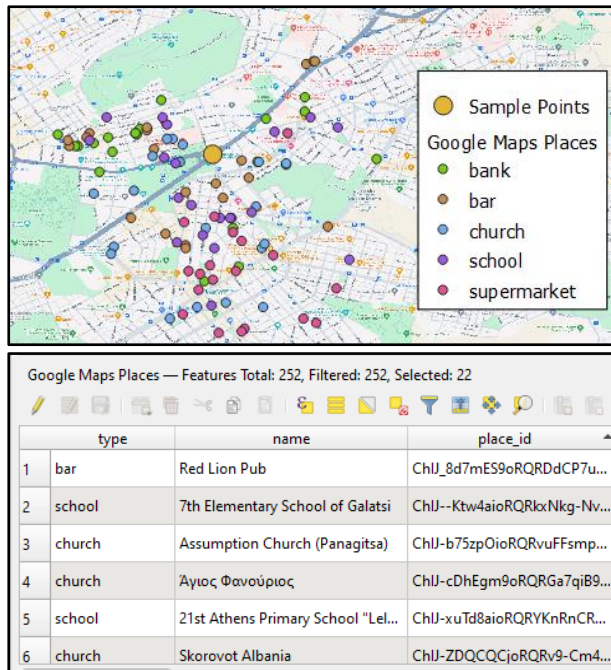 Sample Points
Google Maps Places
bank
bar
church
school
supermarket
Google Maps Places — Features Total: 252, Filtered: 252, Selected: 22
type name place_id
1 bar Red Lion Pub ChIJ_8d7mES9oRQRDdCP7u...
2 school 7th Elementary School of Galatsi ChIJ--Ktw4aioRQRkxNkg-Nv...
3 church Assumption Church (Panagitsa) ChIJ-b75zpOioRQRvuFFsmp...
4 church Άγιος Φανούριος ChIJ-cDhEgm9oRQRGa7qiB9...
5 school 21st Athens Primary School "Lel... ChIJ-xuTd8aioRQRYKnRnCR...
6 church Skorovot Albania ChIJ-ZDQCQCjoRQRv9-Cm4...